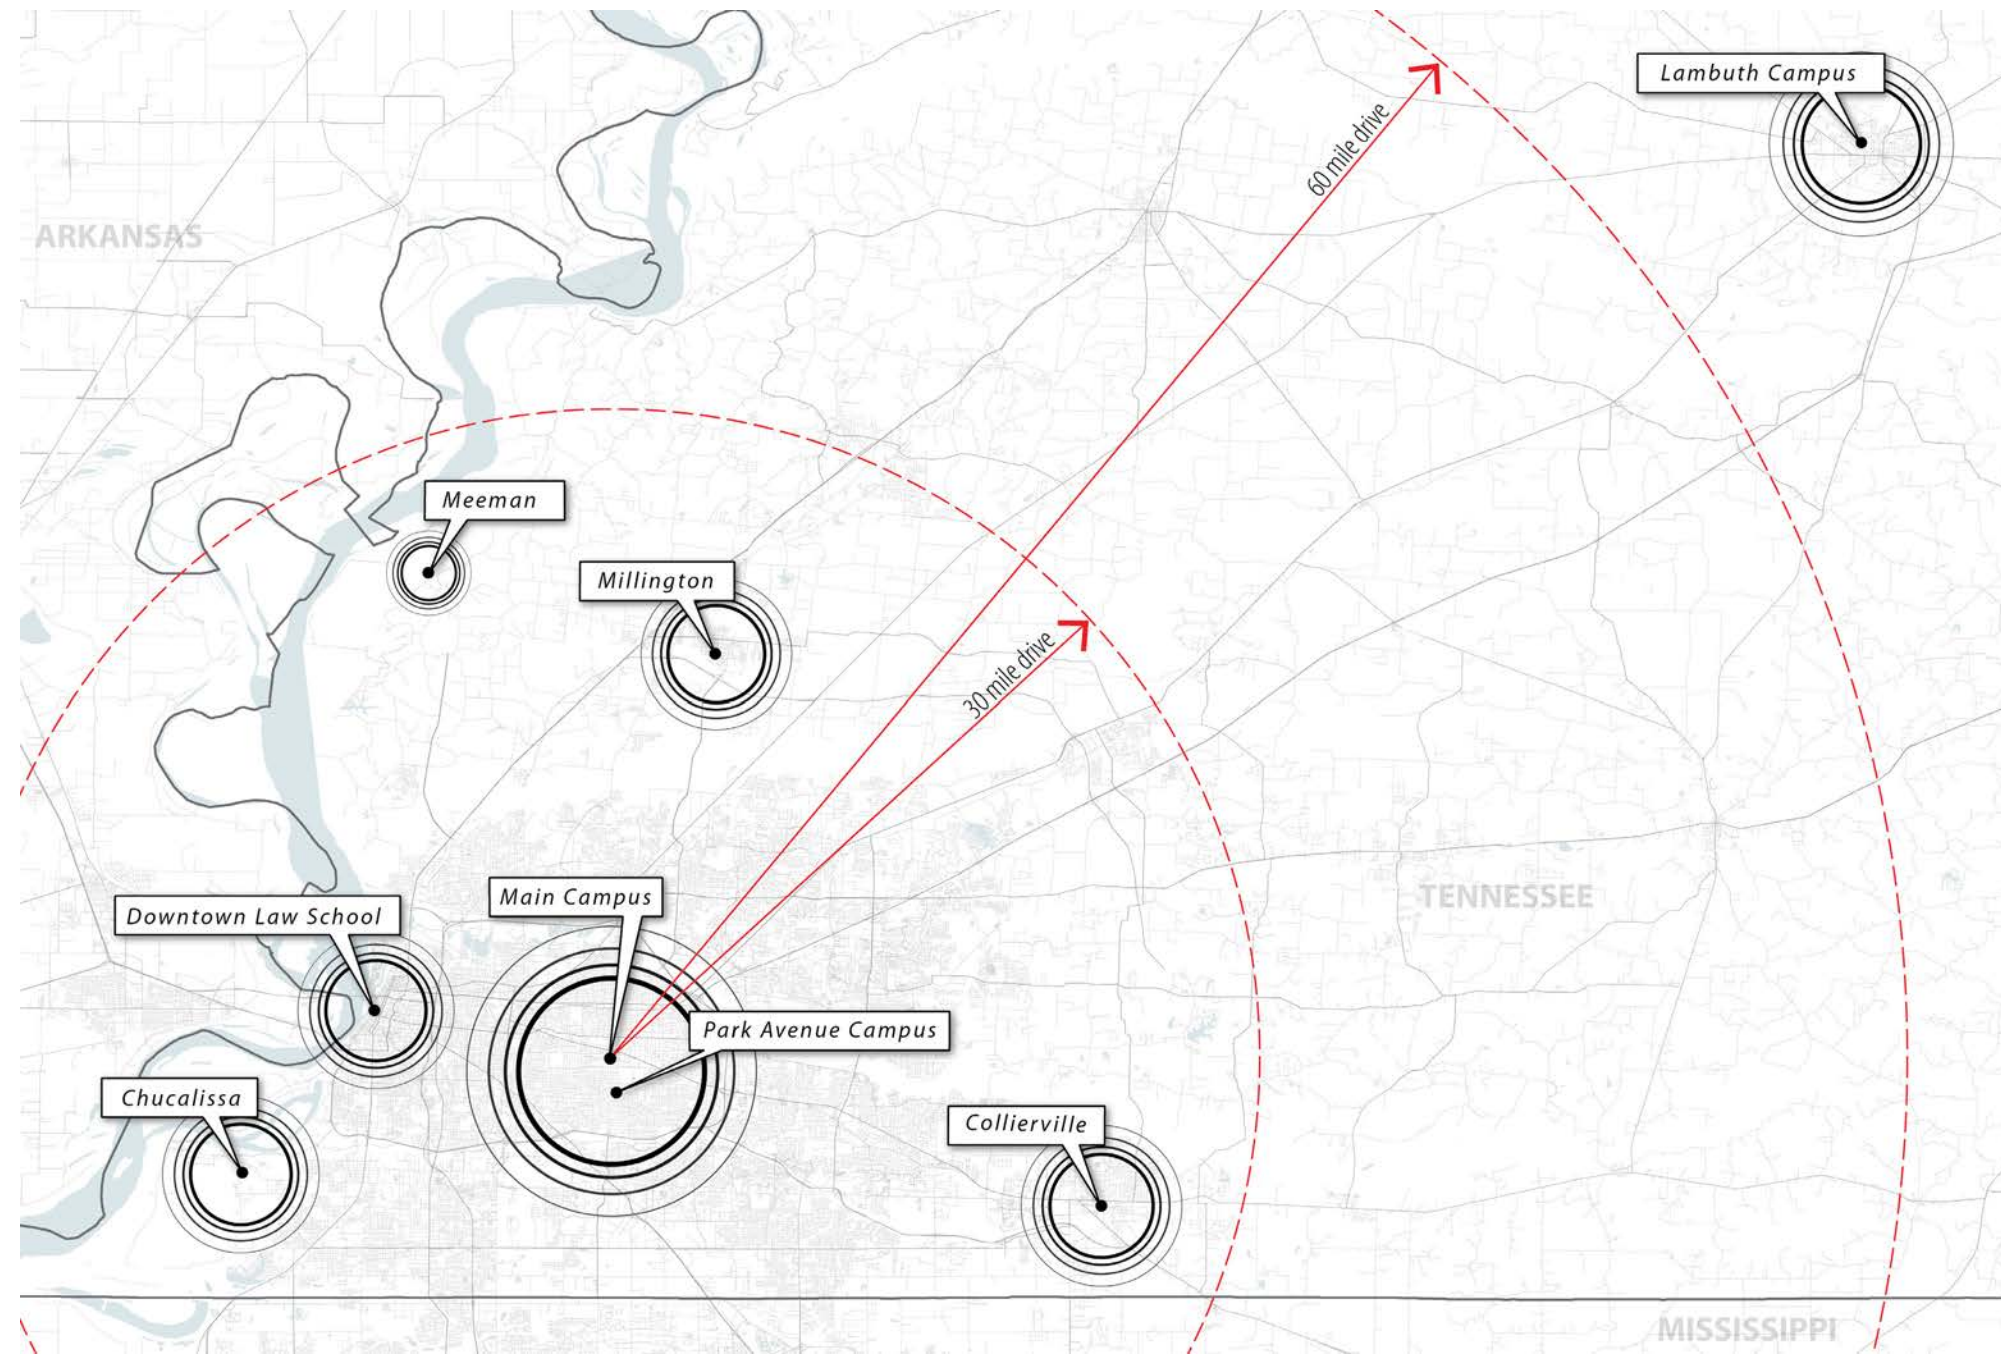 Lambuth Campus
60 mile drive
ARKANSAS
Meeman
Millington
30 mile drive
Main Campus
TENNESSEE
Downtown Law School
Park Avenue Campus
Chucalissa
Collierville
MISSISSIPPI